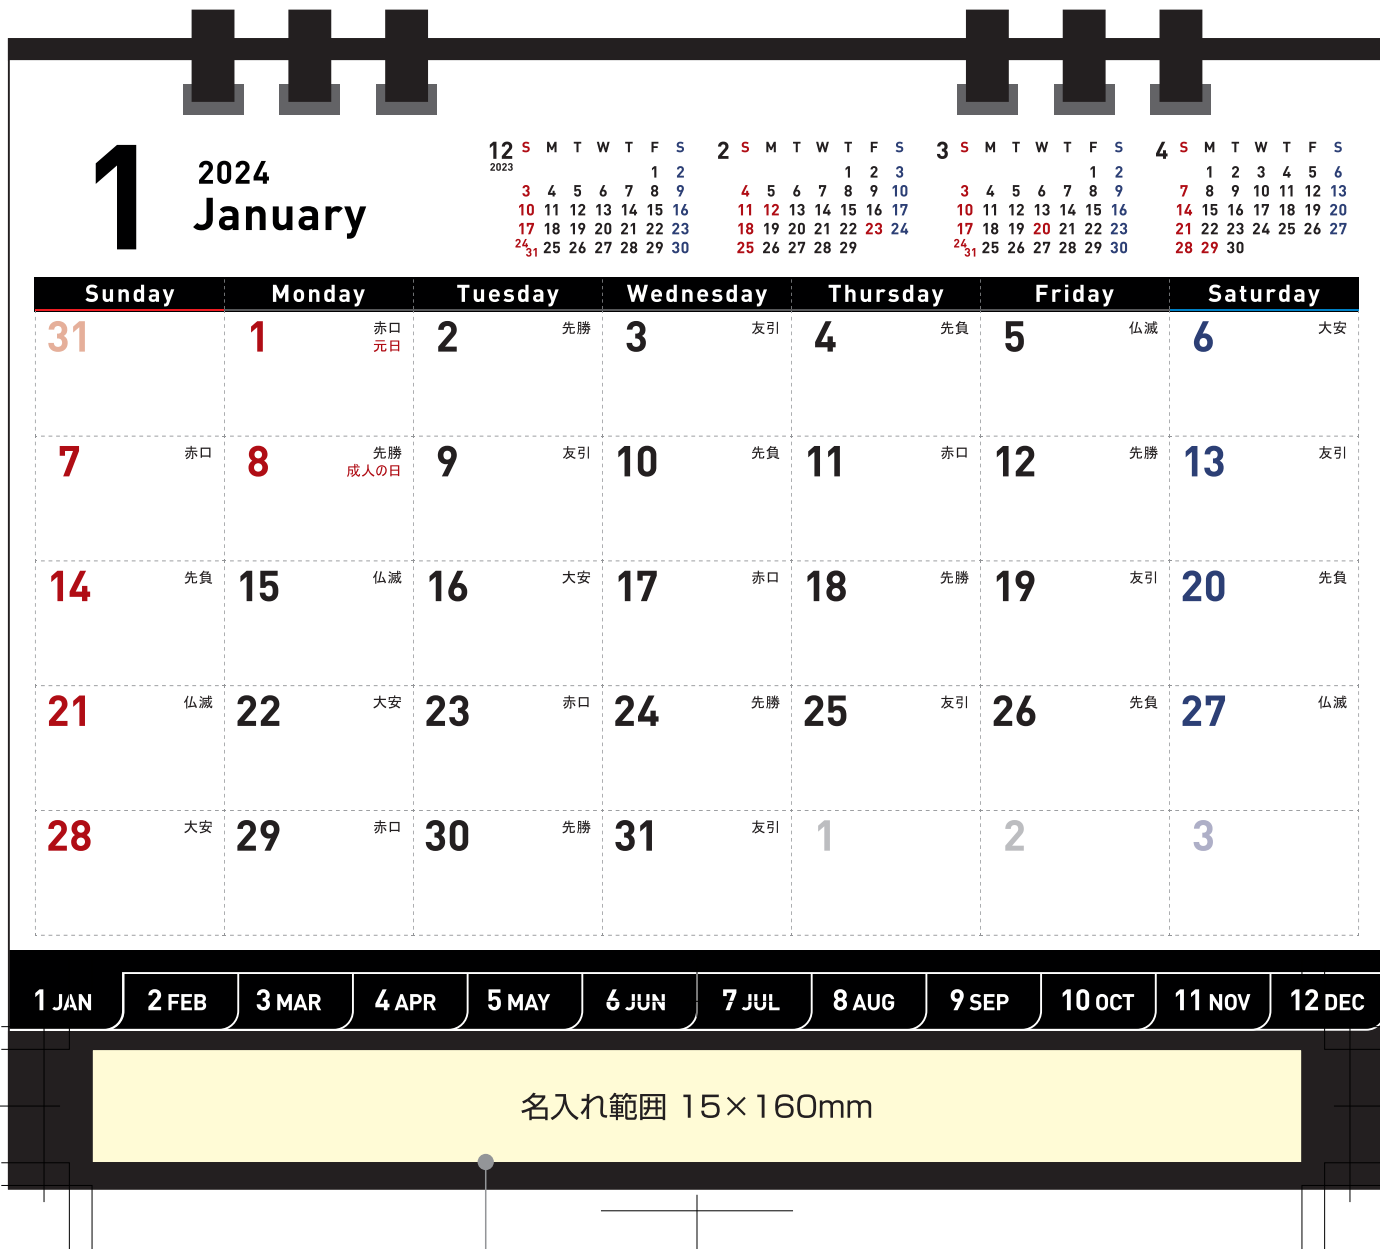 1
2024
January
12 S M T W T F S
2023
1 2
3 4 5 6 7 8 9
10 11 12 13 14 15 16
17 18 19 20 21 22 23
24 31 25 26 27 28 29 30
2 S M T W T F S
1 2 3
4 5 6 7 8 9 10
11 12 13 14 15 16 17
18 19 20 21 22 23 24
25 26 27 28 29
3 S M T W T F S
1 2
3 4 5 6 7 8 9
10 11 12 13 14 15 16
17 18 19 20 21 22 23
24 31 25 26 27 28 29 30
4 S M T W T F S
1 2 3 4 5 6
7 8 9 10 11 12 13
14 15 16 17 18 19 20
21 22 23 24 25 26 27
28 29 30
Sunday Monday Tuesday Wednesday Thursday Friday Saturday
31 1 赤口 2 先勝 3 友引 4 先負 5 仏滅 6 大安
元日
7 赤口 8 先勝 9 友引 10 先負 11 赤口 12 先勝 13 友引
成人の日
14 先負 15 仏滅 16 大安 17 赤口 18 先勝 19 友引 20 先負
21 仏滅 22 大安 23 赤口 24 先勝 25 友引 26 先負 27 仏滅
28 大安 29 赤口 30 先勝 31 友引 1 2 3
1 JAN 2 FEB 3 MAR 4 APR 5 MAY 6 JUN 7 JUL 8 AUG 9 SEP 10 OCT 11 NOV 12 DEC
名入れ範囲 15×160mm